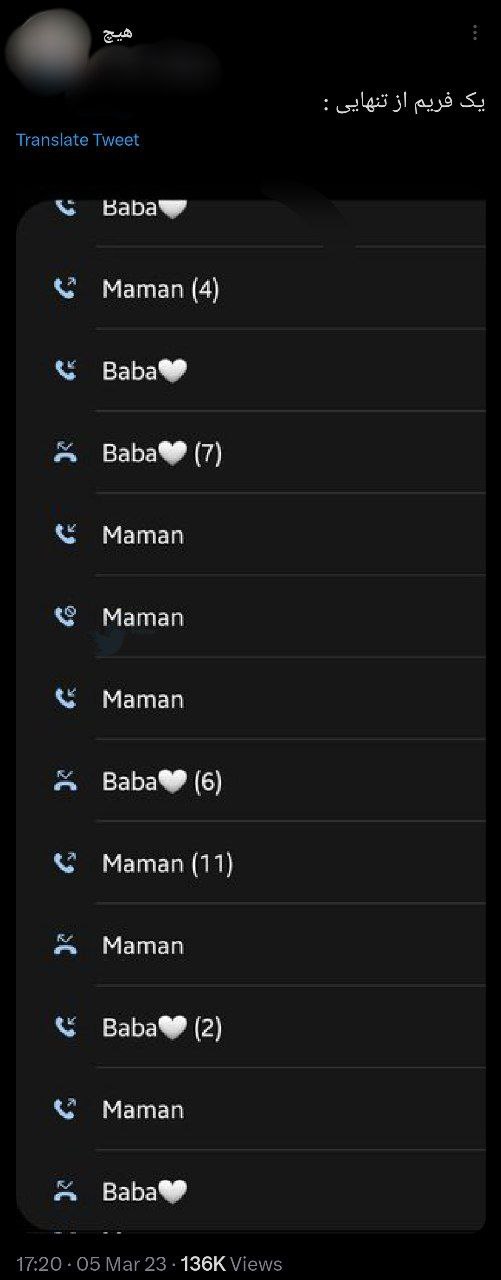 هیچ
یک فریم از تنهایی :
Translate Tweet
Baba🤍
Maman (4)
Baba🤍
Baba🤍 (7)
Maman
Maman
Maman
Baba🤍 (6)
Maman (11)
Maman
Baba🤍 (2)
Maman
Baba🤍
17:20 · 05 Mar 23 · 136K Views